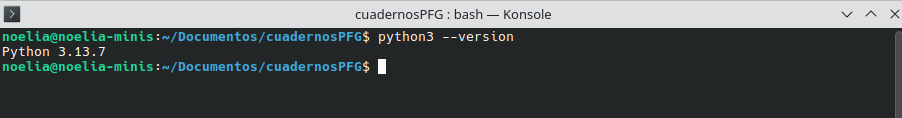 cuadernosPFG : bash — Konsole
noelia@noelia-minis:~/Documentos/cuadernosPFG$ python3 --version
Python 3.13.7
noelia@noelia-minis:~/Documentos/cuadernosPFG$